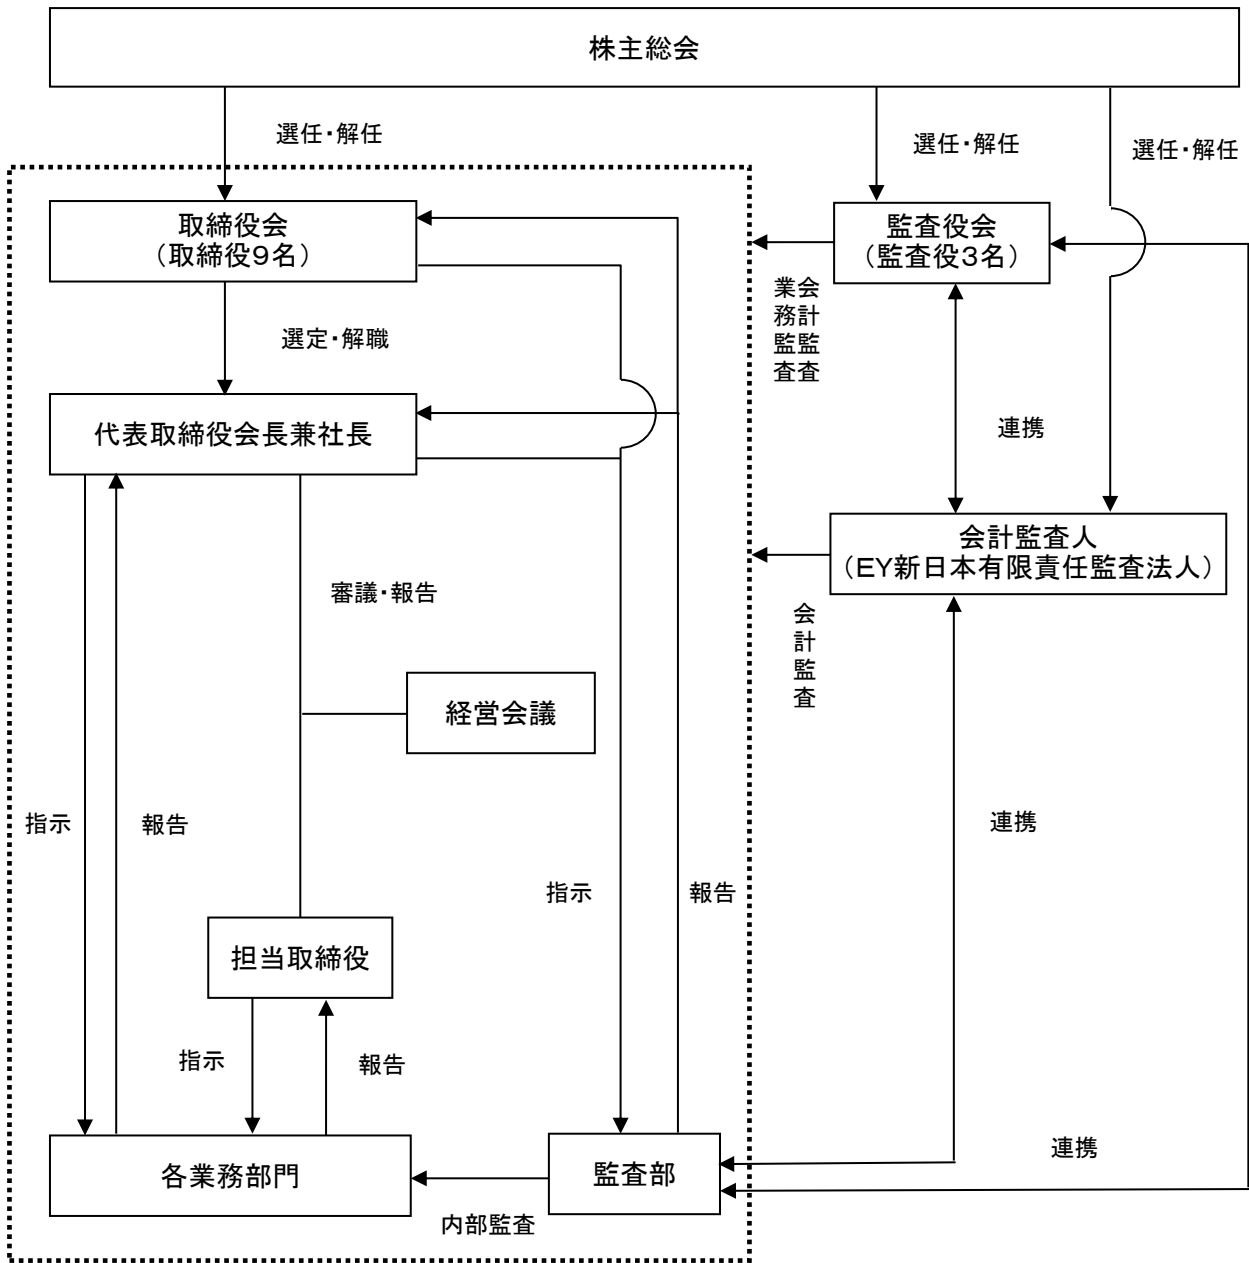 株主総会
選任・解任
選任・解任
選任・解任
取締役会
（取締役9名）
監査役会
（監査役3名）
業務監査
会計監査
選定・解職
代表取締役会長兼社長
連携
会計監査人
（EY新日本有限責任監査法人）
審議・報告
会計監査
経営会議
指示
報告
連携
指示
報告
担当取締役
指示
報告
連携
各業務部門
監査部
内部監査